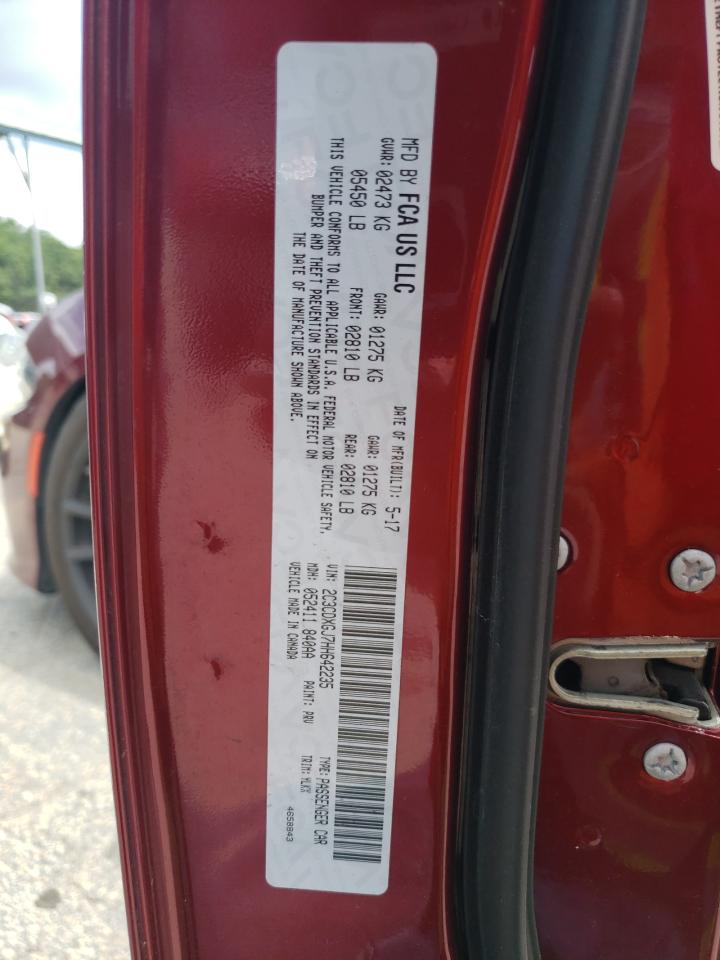 MFD BY FCA US LLC
DATE OF MFR(BUILT): 5-17
GVWR: 02473 KG
GAWR: 01275 KG
GAWR: 01275 KG
05450 LB
FRONT: 02810 LB
REAR: 02810 LB
THIS VEHICLE CONFORMS TO ALL APPLICABLE U.S.A. FEDERAL MOTOR VEHICLE SAFETY,
BUMPER AND THEFT PREVENTION STANDARDS IN EFFECT ON
THE DATE OF MANUFACTURE SHOWN ABOVE.
VIN: 2C3CDXGJ7HH642235
TYPE: PASSENGER CAR
MDH: 052411 840AA
PAINT: PRV
TRIM: YLKX
VEHICLE MADE IN CANADA
4658843